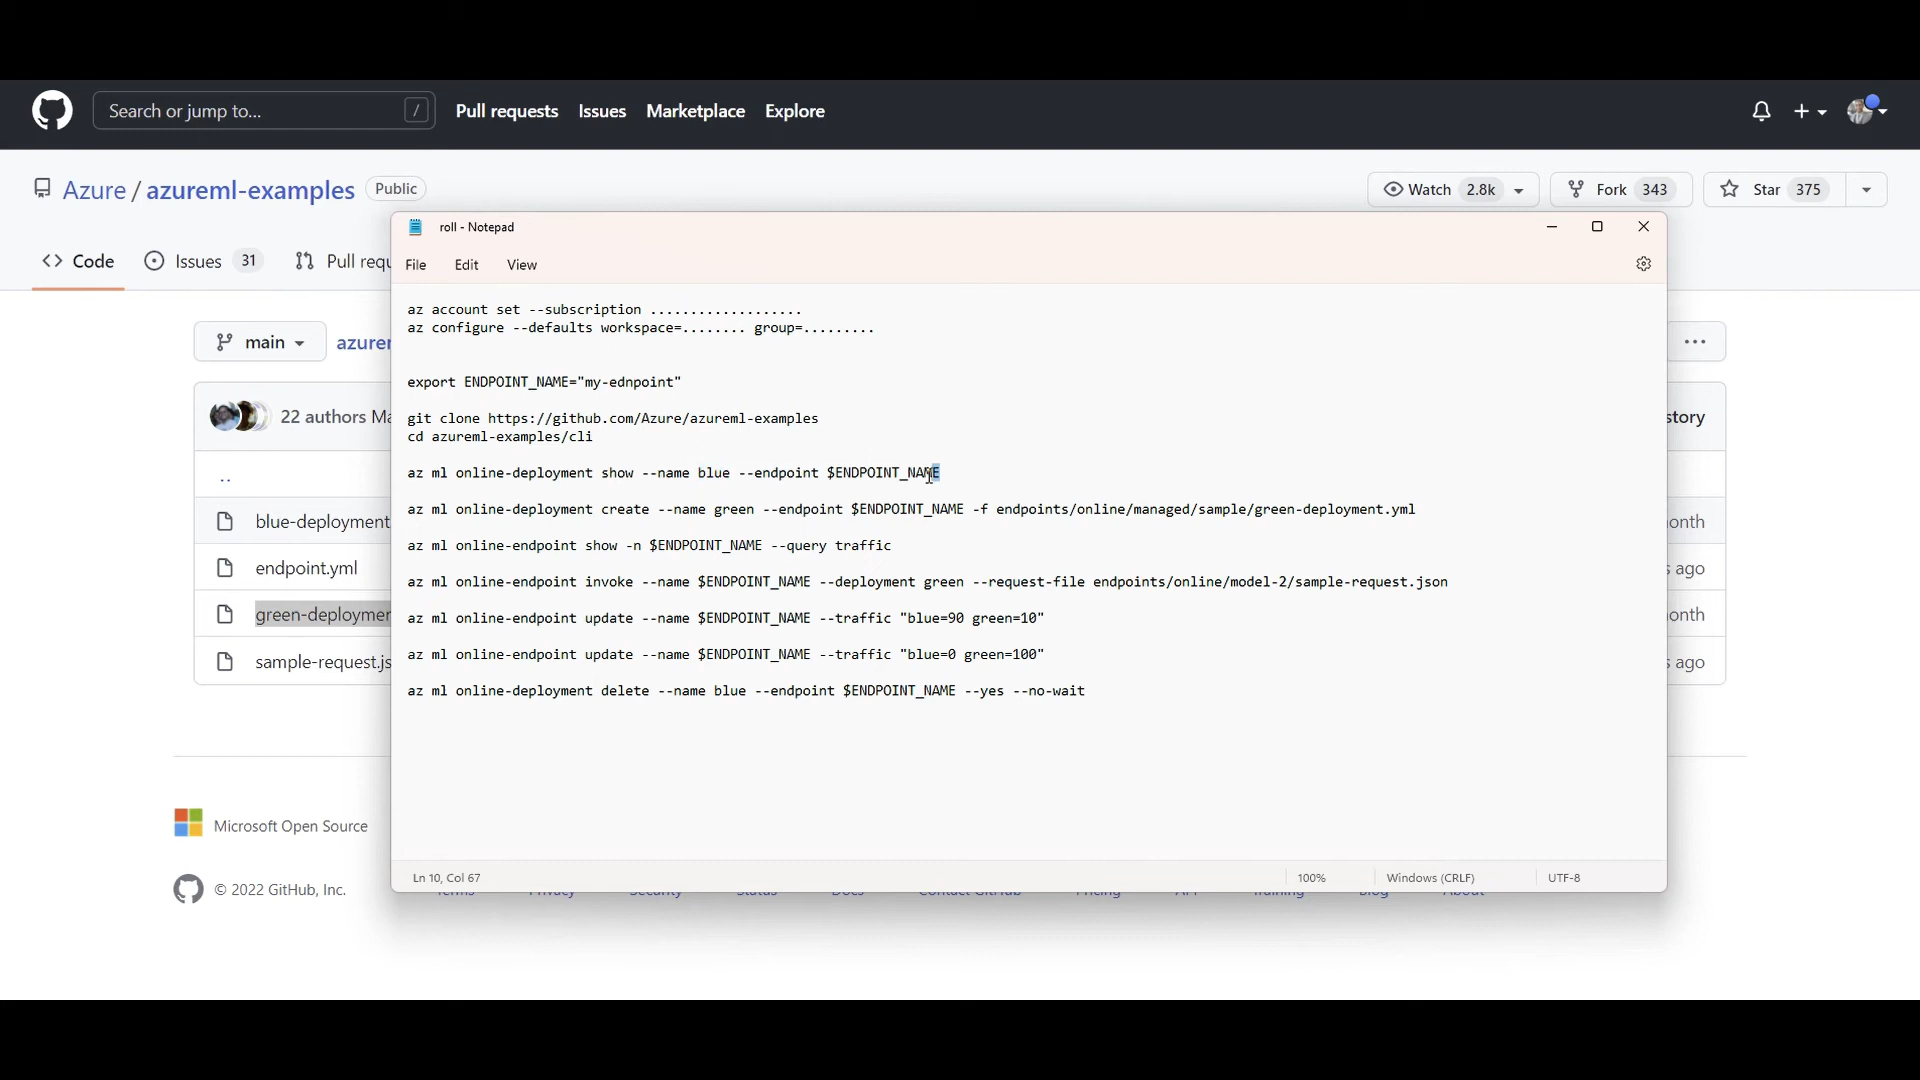 Search or jump to...
/
Pull requests
Issues
Marketplace
Explore
Azure / azureml-examples
Public
Watch 2.8k
Fork 343
Star 375
Code
Issues 31
Pull
main
roll - Notepad
File
Edit
View
az account set --subscription ...................
az configure --defaults workspace=........ group=.........
export ENDPOINT_NAME="my-ednpoint"
git clone https://github.com/Azure/azureml-examples
cd azureml-examples/cli
az ml online-deployment show --name blue --endpoint $ENDPOINT_NAME
az ml online-deployment create --name green --endpoint $ENDPOINT_NAME -f endpoints/online/managed/sample/green-deployment.yml
az ml online-endpoint show -n $ENDPOINT_NAME --query traffic
az ml online-endpoint invoke --name $ENDPOINT_NAME --deployment green --request-file endpoints/online/model-2/sample-request.json
az ml online-endpoint update --name $ENDPOINT_NAME --traffic "blue=90 green=10"
az ml online-endpoint update --name $ENDPOINT_NAME --traffic "blue=0 green=100"
az ml online-deployment delete --name blue --endpoint $ENDPOINT_NAME --yes --no-wait
Ln 10, Col 67
100%
Windows (CRLF)
UTF-8
22 authors
..
blue-deployment
endpoint.yml
ago
green-deploymen
sample-request.js
ago
Microsoft Open Source
© 2022 GitHub, Inc.